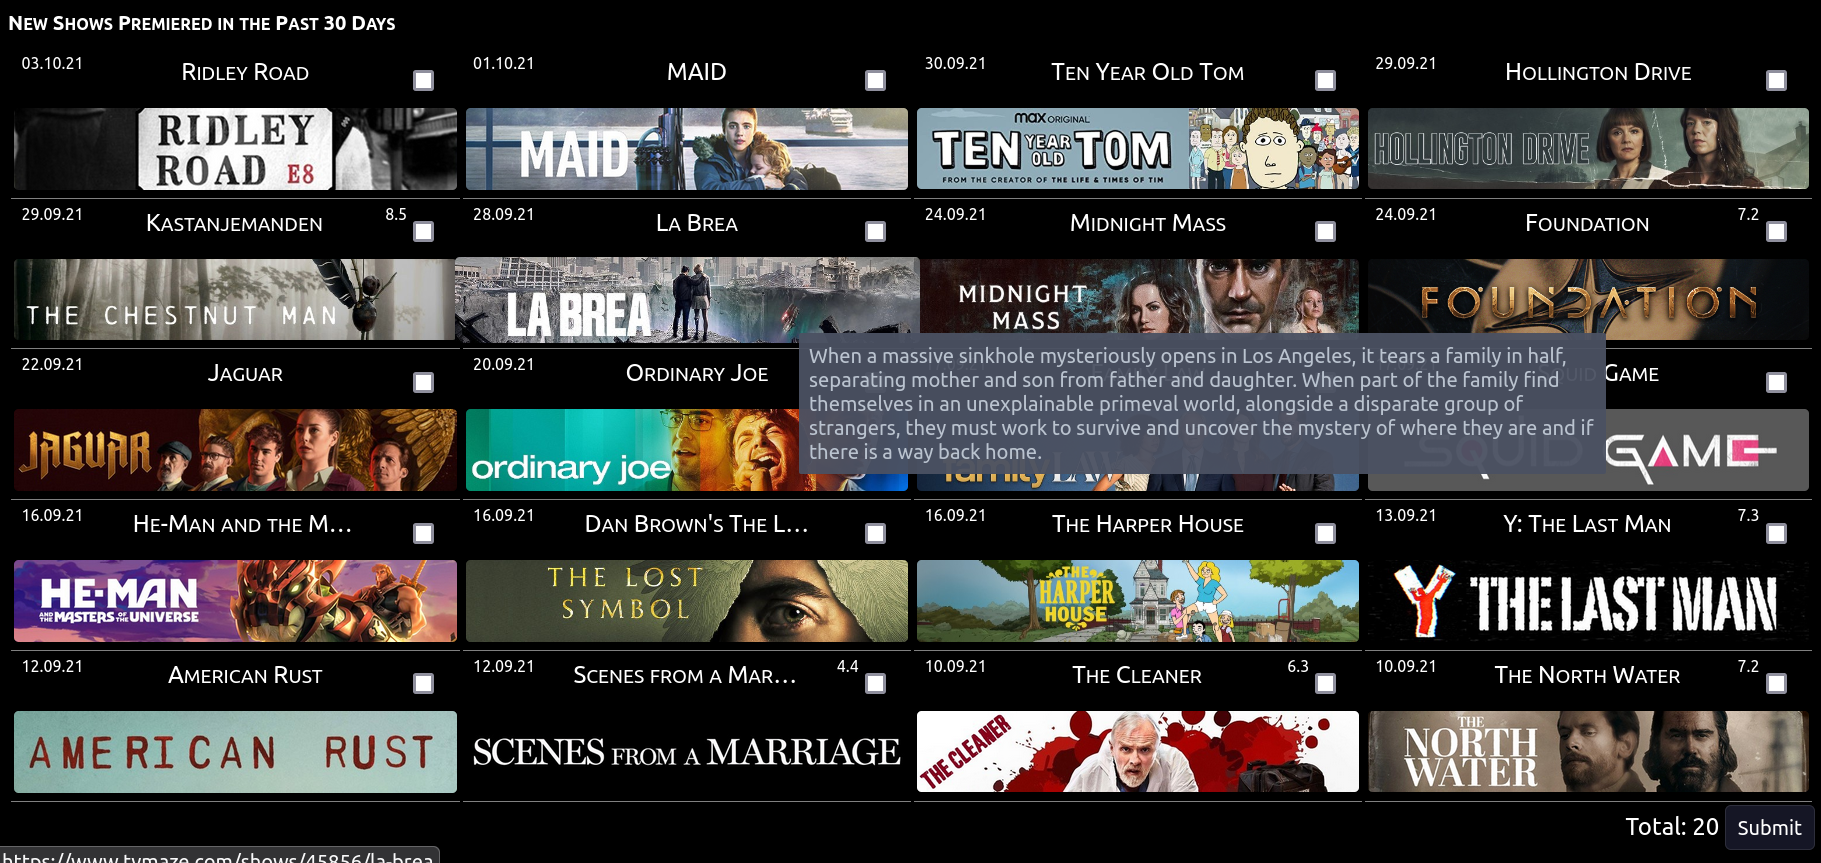 New Shows Premiered in the Past 30 Days
03.10.21 Ridley Road
01.10.21 MAID
30.09.21 Ten Year Old Tom
29.09.21 Hollington Drive
RIDLEY
ROAD E8
MAID
max ORIGINAL
TEN YEAR OLD TOM
FROM THE CREATOR OF THE LIFE & TIMES OF TIM
HOLLINGTON DRIVE
29.09.21 Kastanjemanden 8.5
28.09.21 La Brea
24.09.21 Midnight Mass
24.09.21 Foundation 7.2
THE CHESTNUT MAN
LA BREA
MIDNIGHT
MASS
FOUNDATION
When a massive sinkhole mysteriously opens in Los Angeles, it tears a family in half,
separating mother and son from father and daughter. When part of the family find
themselves in an unexplainable primeval world, alongside a disparate group of
strangers, they must work to survive and uncover the mystery of where they are and if
there is a way back home.
22.09.21 Jaguar
20.09.21 Ordinary Joe
Squid Game
JAGUAR
ordinary joe
family LAW
SQUID GAME
16.09.21 He-Man and the M...
16.09.21 Dan Brown's The L...
16.09.21 The Harper House
13.09.21 Y: The Last Man 7.3
HE-MAN
AND THE MASTERS OF THE UNIVERSE
THE LOST
SYMBOL
THE
HARPER
HOUSE
Y THE LAST MAN
12.09.21 American Rust
12.09.21 Scenes from a Mar... 4.4
10.09.21 The Cleaner 6.3
10.09.21 The North Water 7.2
AMERICAN RUST
SCENES FROM A MARRIAGE
THE CLEANER
THE
NORTH
WATER
Total: 20 Submit
https://www.tvmaze.com/shows/45856/la-brea